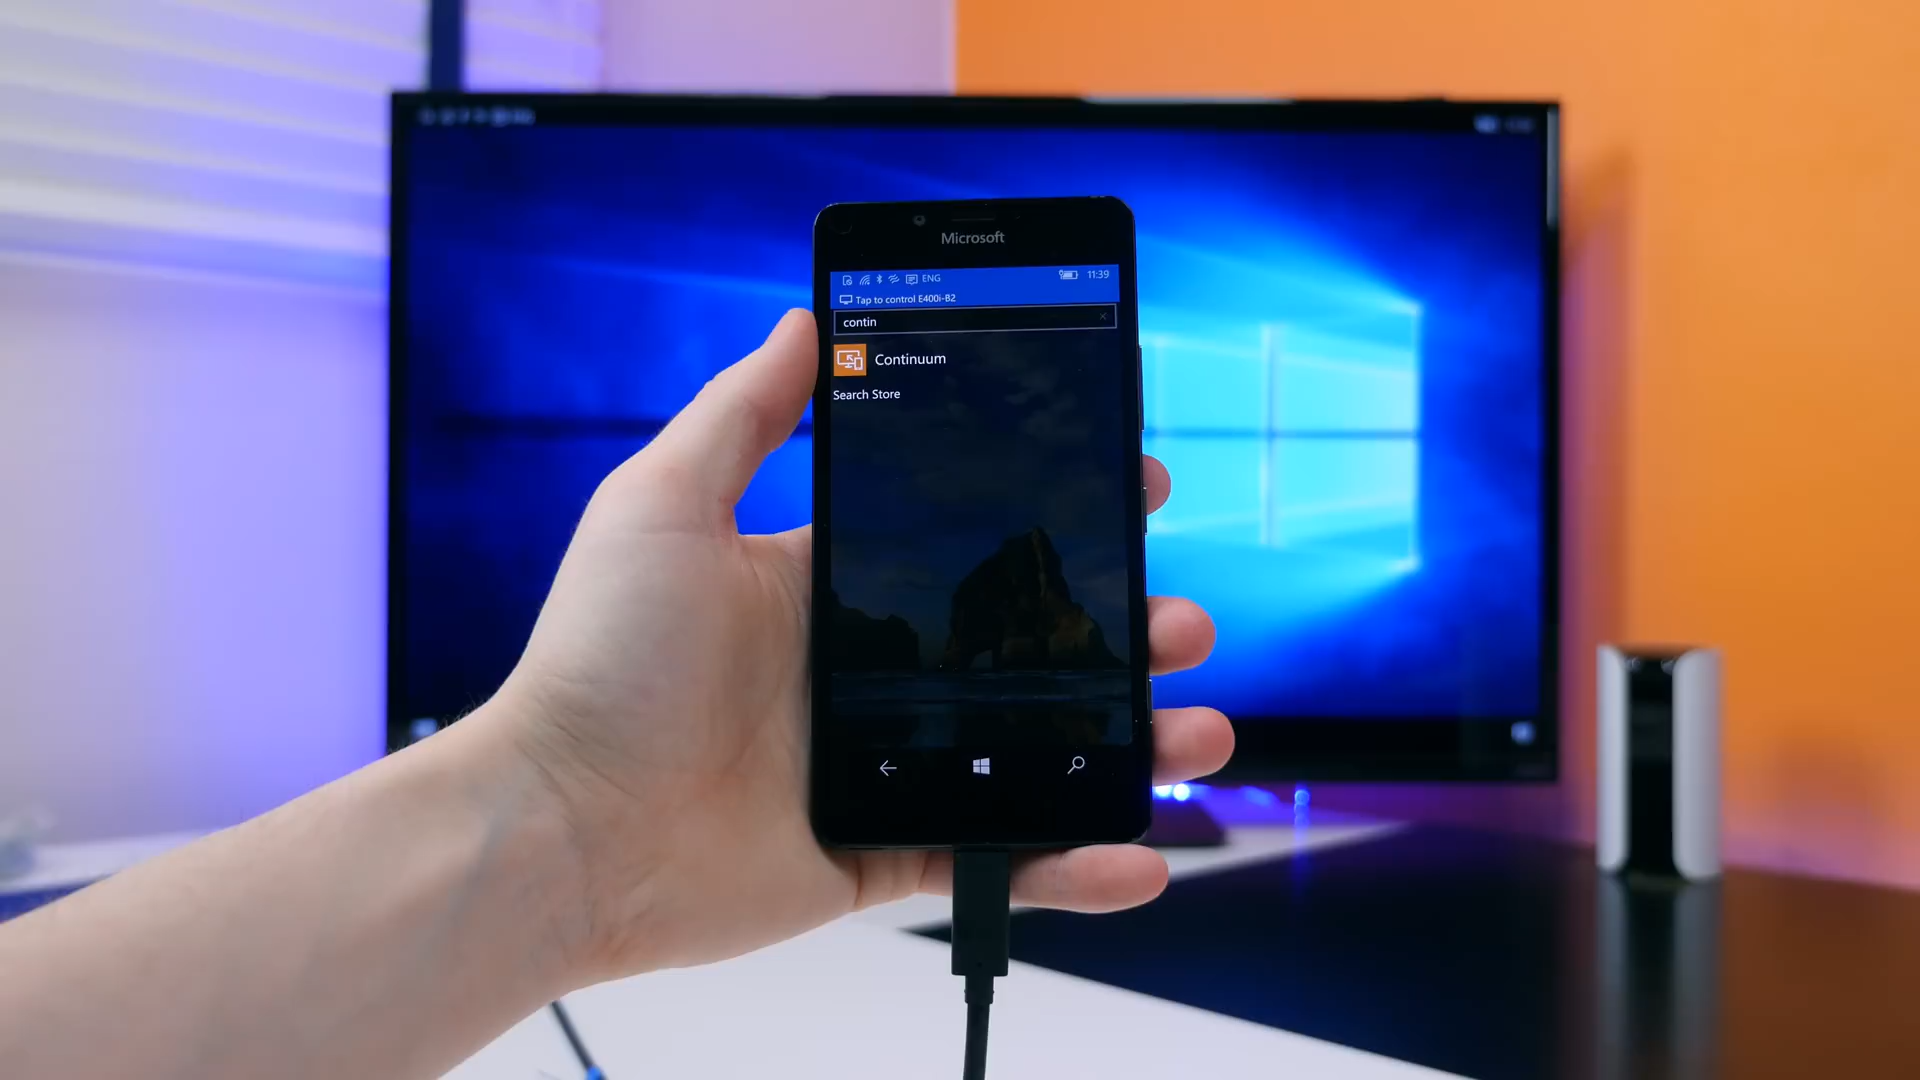 Microsoft
ENG 11:39
Tap to control E400i-B2
contin
Continuum
Search Store